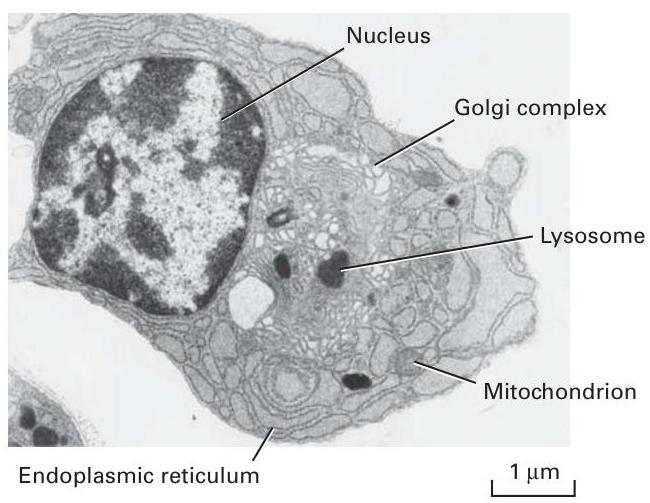 Nucleus
Golgi complex
Lysosome
Mitochondrion
Endoplasmic reticulum
1 μm